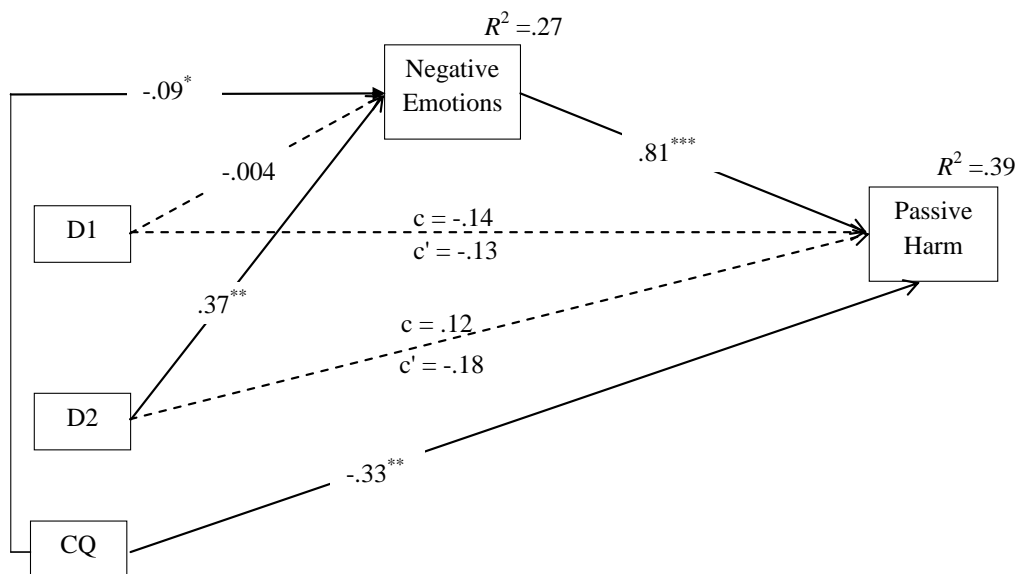 R² =.27
Negative
Emotions
-.09*
.81***
-.004
R² =.39
Passive
Harm
D1
c = -.14
c' = -.13
.37**
c = .12
c' = -.18
D2
-.33**
CQ